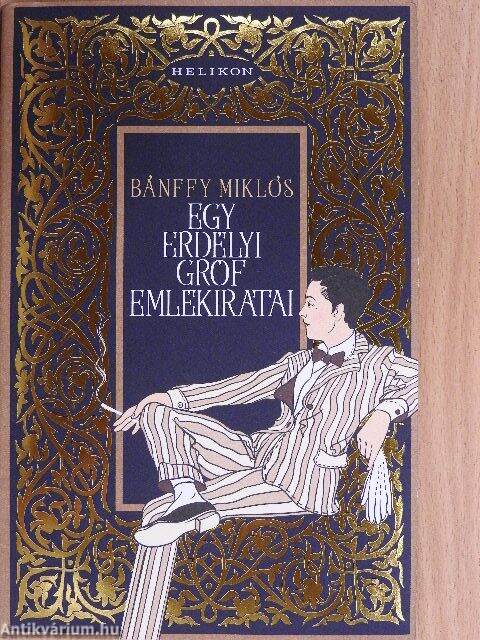 HELIKON
BÁNFFY MIKLÓS
EGY
ERDÉLYI
GRÓF
EMLÉKIRATAI
Antikvárium.hu